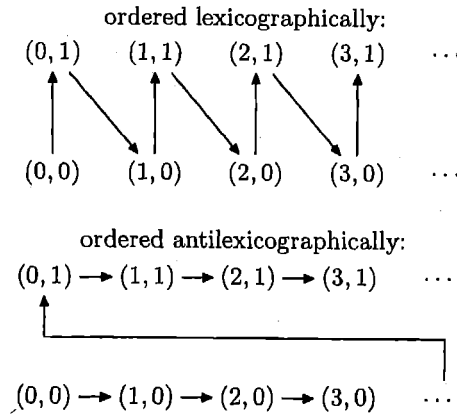 ordered lexicographically:
(0, 1) (1, 1) (2, 1) (3, 1) ···
(0, 0) (1, 0) (2, 0) (3, 0) ···
ordered antilexicographically:
(0, 1) (1, 1) (2, 1) (3, 1) ···
(0, 0) (1, 0) (2, 0) (3, 0) ···